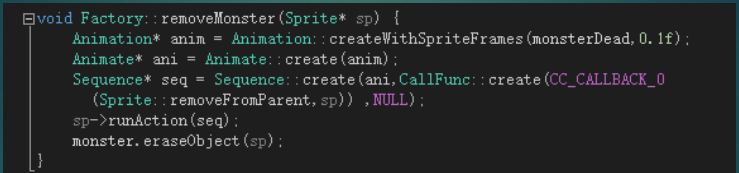 void Factory::removeMonster(Sprite* sp) {
Animation* anim = Animation::createWithSpriteFrames(monsterDead,0.1f);
Animate* ani = Animate::create(anim);
Sequence* seq = Sequence::create(ani,CallFunc::create(CC_CALLBACK_0
(Sprite::removeFromParent,sp)) ,NULL);
sp->runAction(seq);
monster.eraseObject(sp);
}